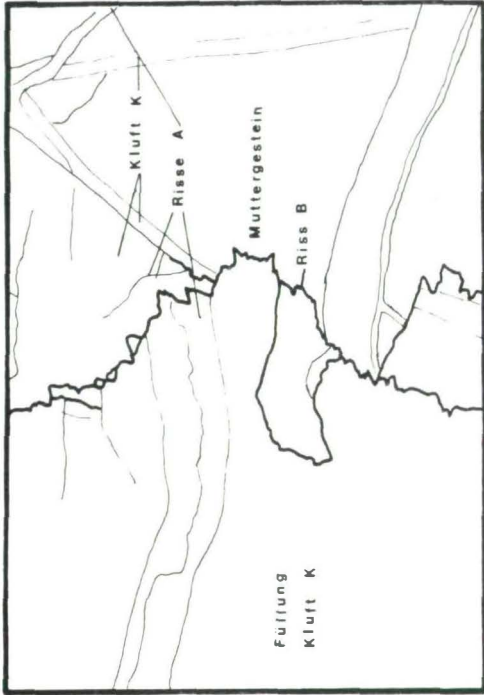 Kluft K
Risse A
Muttergestein
Riss B
Füllung
Kluft K